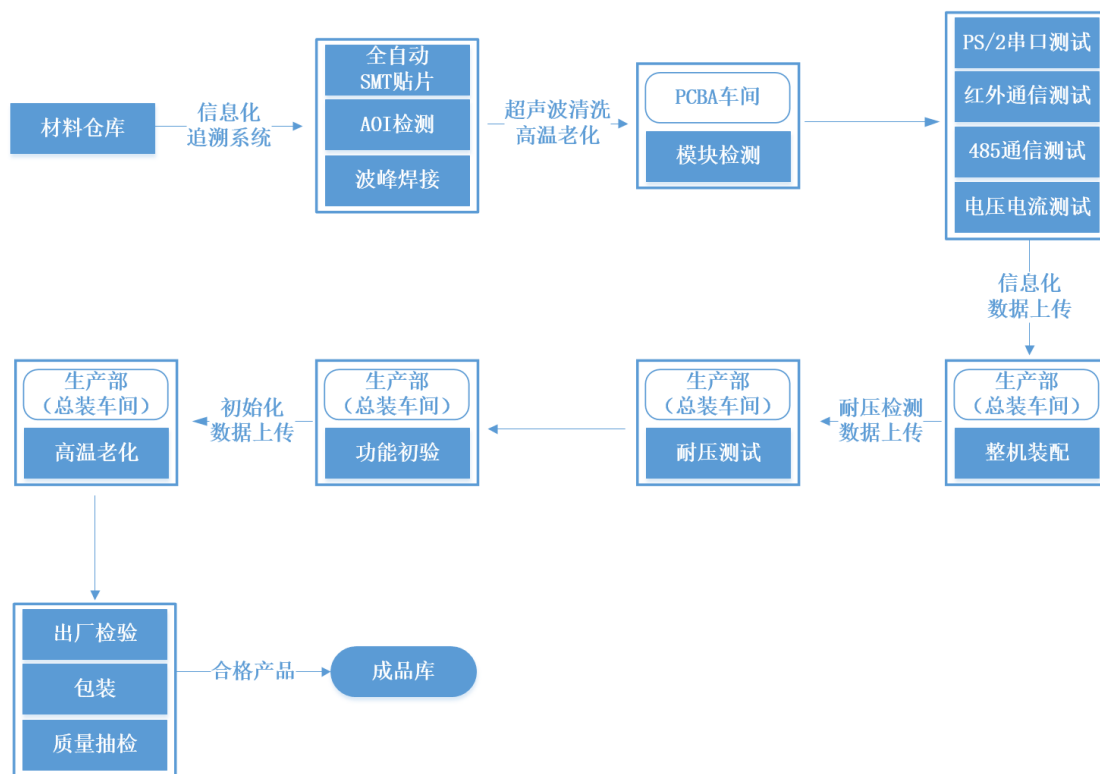 材料仓库
信息化
追溯系统
全自动
SMT贴片
AOI检测
波峰焊接
超声波清洗
高温老化
PCBA车间
模块检测
PS/2串口测试
红外通信测试
485通信测试
电压电流测试
信息化
数据上传
生产部
（总装车间）
整机装配
耐压检测
数据上传
生产部
（总装车间）
耐压测试
生产部
（总装车间）
功能初验
初始化
数据上传
生产部
（总装车间）
高温老化
出厂检验
包装
质量抽检
合格产品
成品库